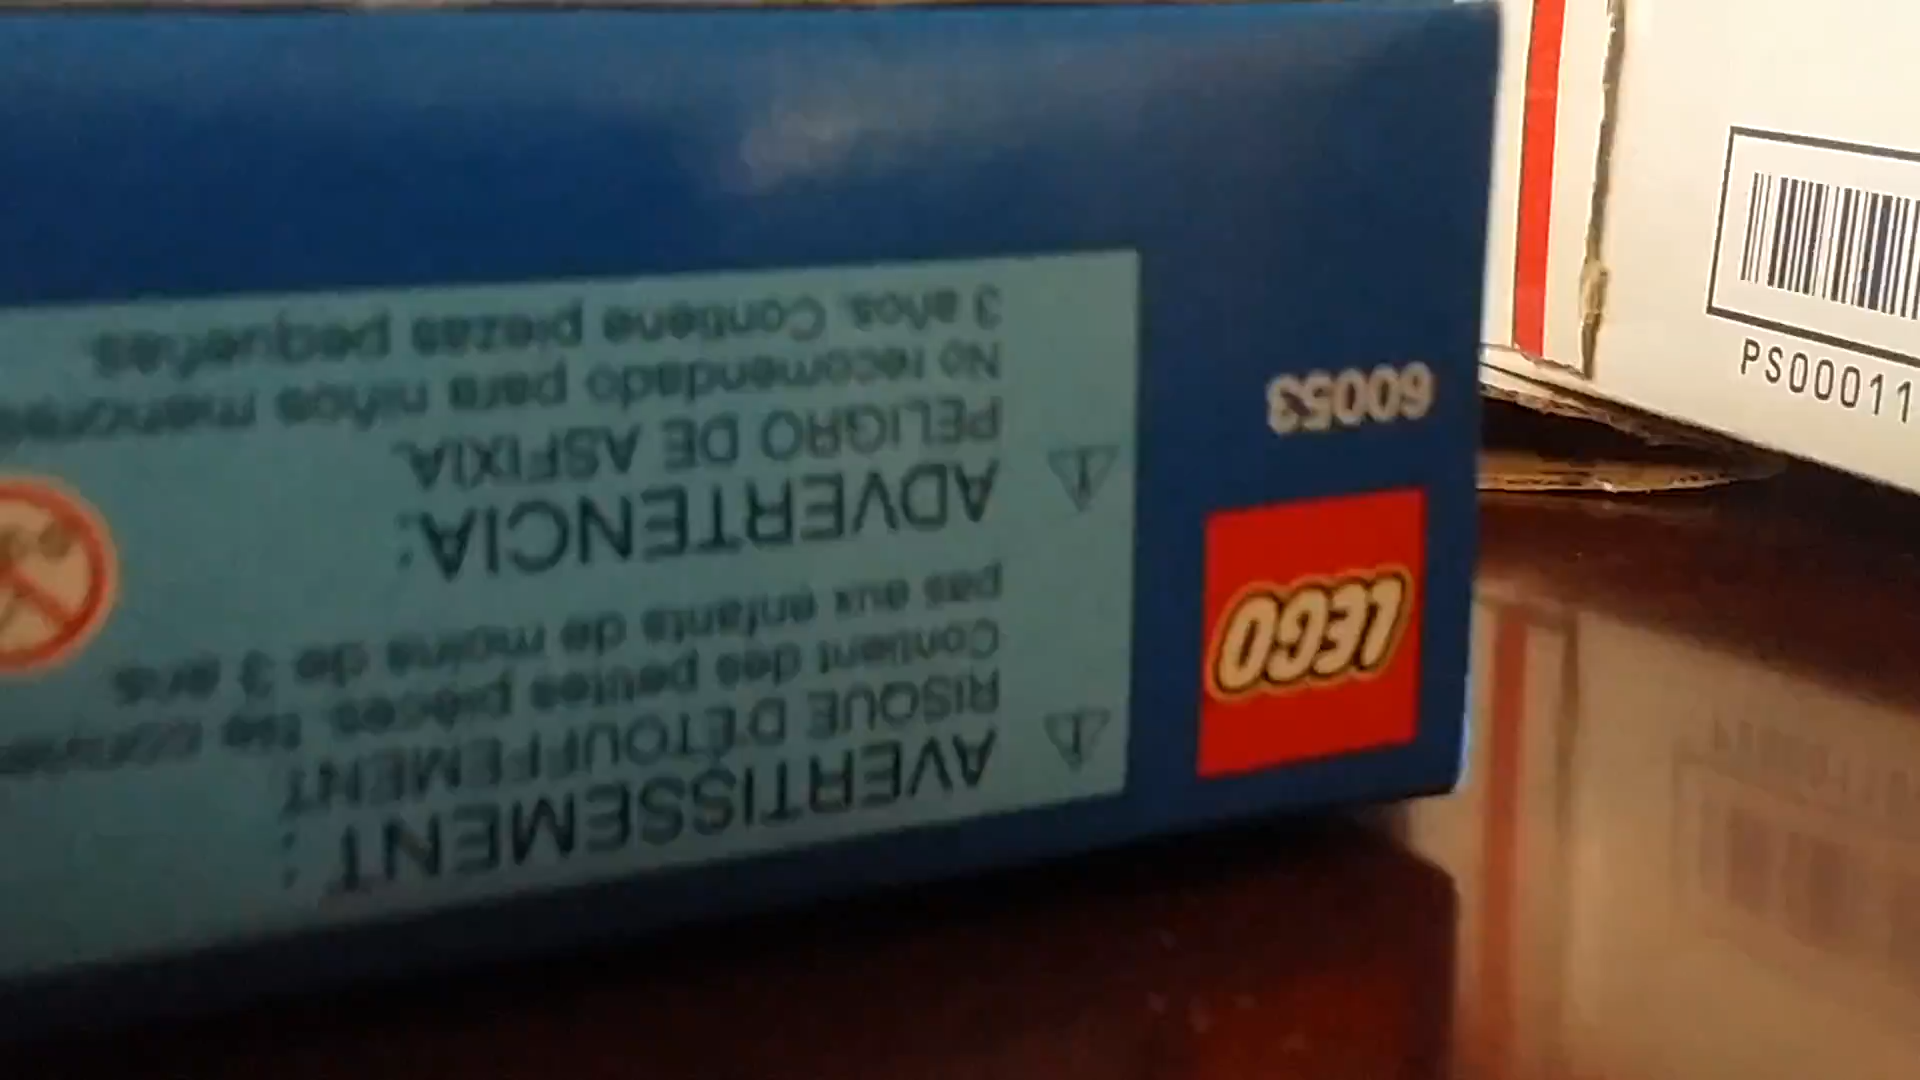 LEGO
60053
AVERTISSEMENT :
RISQUE D'ÉTOUFFEMENT
Contient des petites pièces. Ne
pas aux enfants de moins de 3 ans.
ADVERTENCIA:
PELIGRO DE ASFIXIA.
No recomendado para niños menores
3 años. Contiene piezas pequeñas.
PS00011